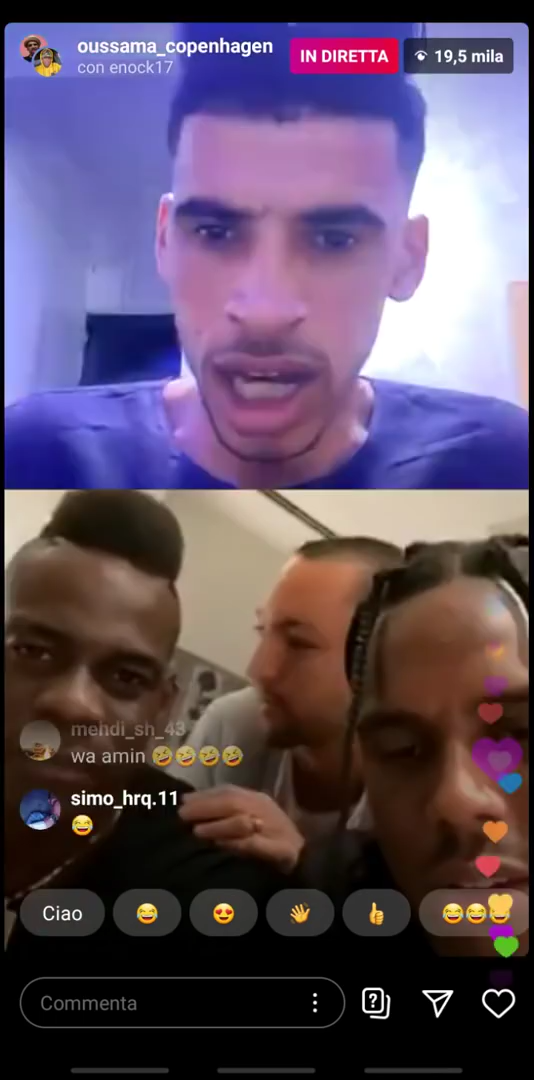 oussama_copenhagen
con enock17
IN DIRETTA
19,5 mila
mehdi_sh_43
wa amin 🤣🤣🤣🤣
simo_hrq.11
😂
Ciao
😂
😍
👋
👍
😂😂😂
Commenta